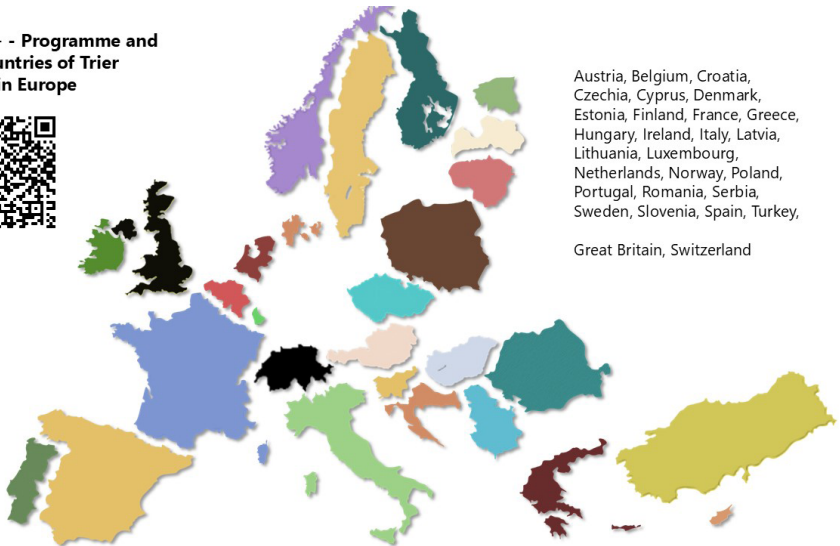 - Programme and
untries of Trier
in Europe
Austria, Belgium, Croatia,
Czechia, Cyprus, Denmark,
Estonia, Finland, France, Greece,
Hungary, Ireland, Italy, Latvia,
Lithuania, Luxembourg,
Netherlands, Norway, Poland,
Portugal, Romania, Serbia,
Sweden, Slovenia, Spain, Turkey,
Great Britain, Switzerland